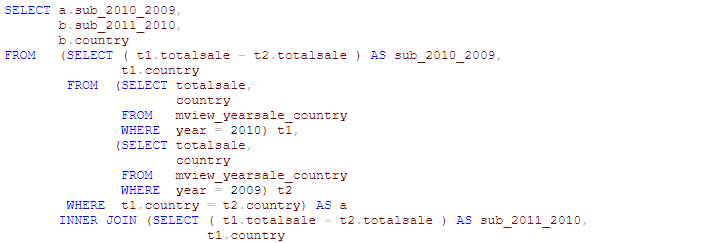 SELECT a.sub_2010_2009,
b.sub_2011_2010,
b.country
FROM (SELECT ( t1.totalsale - t2.totalsale ) AS sub_2010_2009,
t1.country
FROM (SELECT totalsale,
country
FROM mview_yearsale_country
WHERE year = 2010) t1,
(SELECT totalsale,
country
FROM mview_yearsale_country
WHERE year = 2009) t2
WHERE t1.country = t2.country) AS a
INNER JOIN (SELECT ( t1.totalsale - t2.totalsale ) AS sub_2011_2010,
t1.country